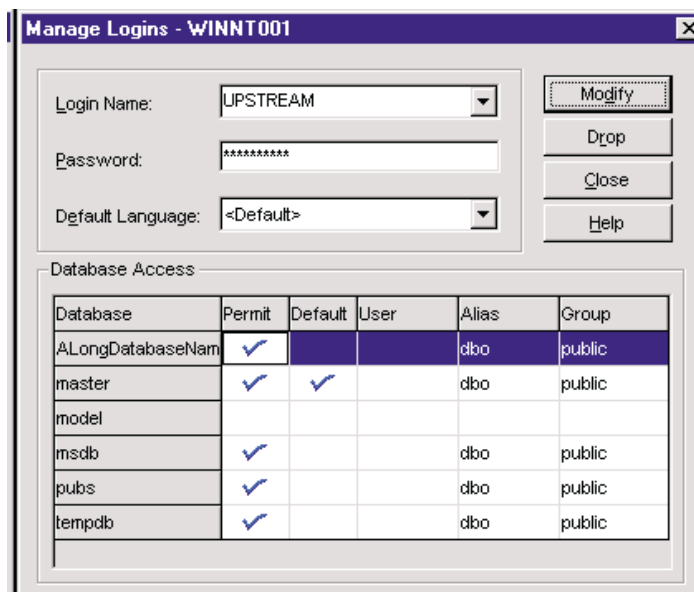 Manage Logins - WINNT001
Login Name: UPSTREAM
Modify
Drop
Password: **********
Close
Default Language: <Default>
Help
Database Access
Database Permit Default User Alias Group
ALongDatabaseNam dbo public
master dbo public
model
msdb dbo public
pubs dbo public
tempdb dbo public